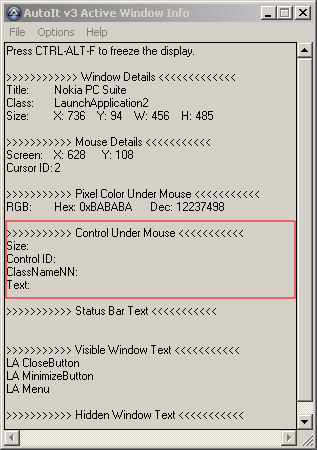 AutoIt v3 Active Window Info
File Options Help
Press CTRL-ALT-F to freeze the display.
>>>>>>>>>>> Window Details <<<<<<<<<<<<<
Title: Nokia PC Suite
Class: LaunchApplication2
Size: X: 736 Y: 94 W: 456 H: 485
>>>>>>>>>>> Mouse Details <<<<<<<<<<<
Screen: X: 628 Y: 108
Cursor ID: 2
>>>>>>>>>>> Pixel Color Under Mouse <<<<<<<<<<<
RGB: Hex: 0xBABABA Dec: 12237498
>>>>>>>>>>> Control Under Mouse <<<<<<<<<<<
Size:
Control ID:
ClassNameNN:
Text:
>>>>>>>>>>> Status Bar Text <<<<<<<<<<<
>>>>>>>>>>> Visible Window Text <<<<<<<<<<<
LA CloseButton
LA MinimizeButton
LA Menu
>>>>>>>>>>> Hidden Window Text <<<<<<<<<<<